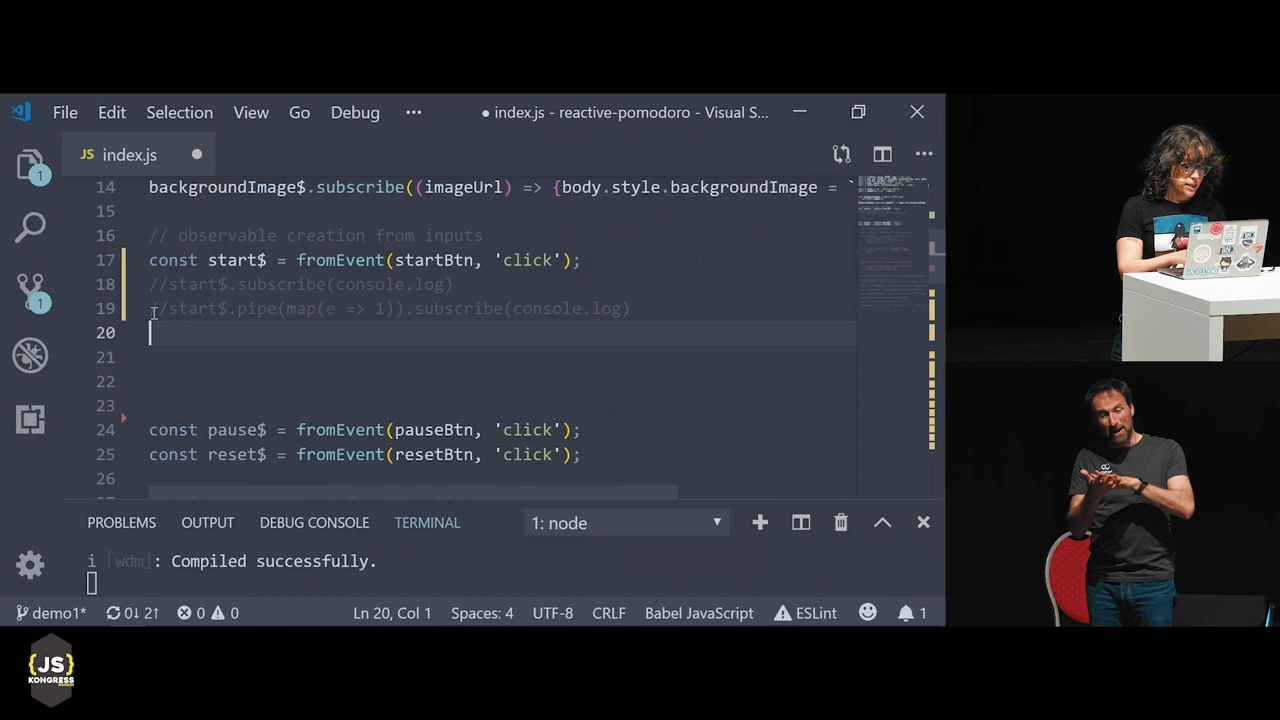 File Edit Selection View Go Debug ••• ● index.js - reactive-pomodoro - Visual S...
JS index.js
14 backgroundImage$.subscribe((imageUrl) => {body.style.backgroundImage = `
15
16 // observable creation from inputs
17 const start$ = fromEvent(startBtn, 'click');
18 //start$.subscribe(console.log)
19 //start$.pipe(map(e => 1)).subscribe(console.log)
20
21
22
23
24 const pause$ = fromEvent(pauseBtn, 'click');
25 const reset$ = fromEvent(resetBtn, 'click');
26
1
1
PROBLEMS OUTPUT DEBUG CONSOLE TERMINAL 1: node
i 「wdm」: Compiled successfully.
demo1* 0↓ 2↑ 0 0 Ln 20, Col 1 Spaces: 4 UTF-8 CRLF Babel JavaScript ESLint 1
{JS}
KONGRESS